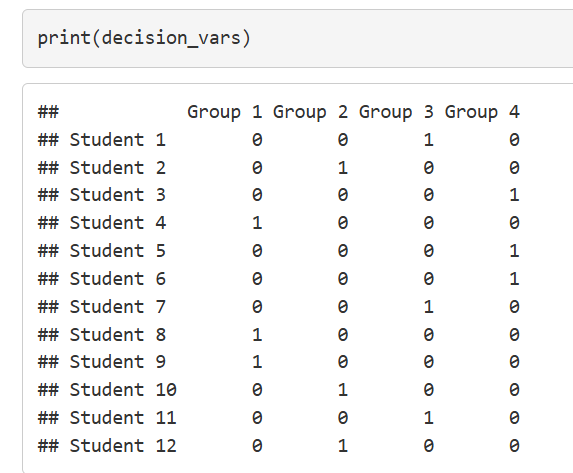 print(decision_vars)
##            Group 1 Group 2 Group 3 Group 4
## Student 1        0       0       1       0
## Student 2        0       1       0       0
## Student 3        0       0       0       1
## Student 4        1       0       0       0
## Student 5        0       0       0       1
## Student 6        0       0       0       1
## Student 7        0       0       1       0
## Student 8        1       0       0       0
## Student 9        1       0       0       0
## Student 10       0       1       0       0
## Student 11       0       0       1       0
## Student 12       0       1       0       0